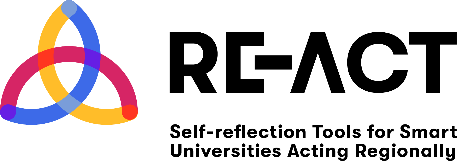 RE-ACT
Self-reflection Tools for Smart
Universities Acting Regionally